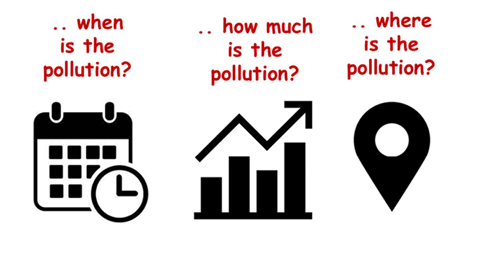 .. when
is the
pollution?
.. how much
is the
pollution?
.. where
is the
pollution?